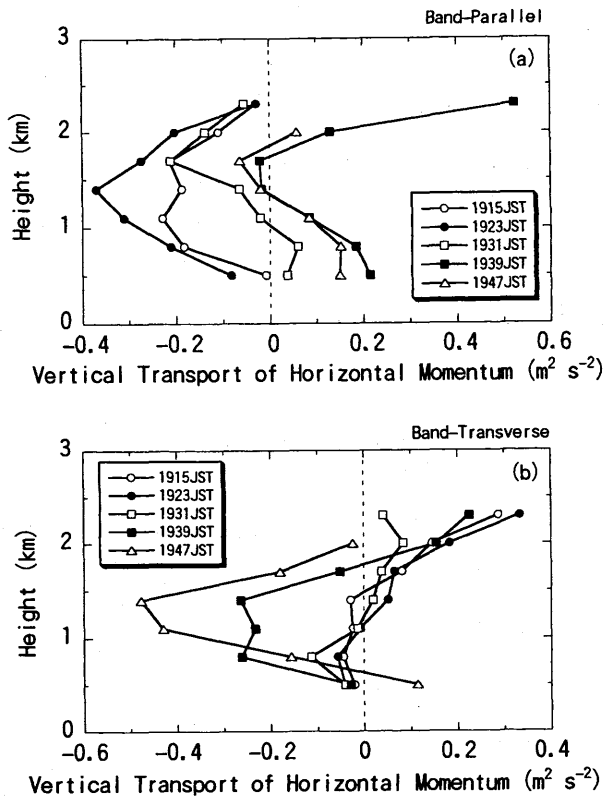 Band-Parallel
(a)
3
2
1
0
Height (km)
1915JST
1923JST
1931JST
1939JST
1947JST
-0.4
-0.2
0
0.2
0.4
0.6
Vertical Transport of Horizontal Momentum (m² s⁻²)
Band-Transverse
(b)
3
2
1
0
Height (km)
1915JST
1923JST
1931JST
1939JST
1947JST
-0.6
-0.4
-0.2
0
0.2
0.4
Vertical Transport of Horizontal Momentum (m² s⁻²)